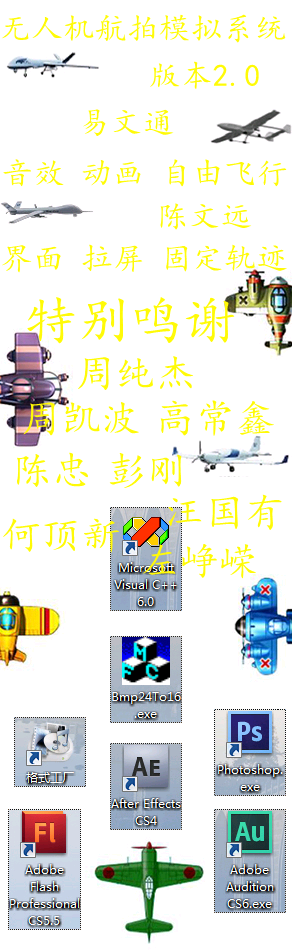 无人机航拍模拟系统
版本2.0
易文通
音效 动画 自由飞行
陈文远
界面 拉屏 固定轨迹
特别鸣谢
周纯杰
周凯波 高常鑫
陈忠 彭刚
汪国有
何顶新
左峥嵘
Microsoft
Visual C++
6.0
MFC
Bmp24To16
.exe
Ps
格式工厂
Photoshop.
exe
AE
After Effects
CS4
Fl
Adobe
Flash
Professional
CS5.5
Au
Adobe
Audition
CS6.exe